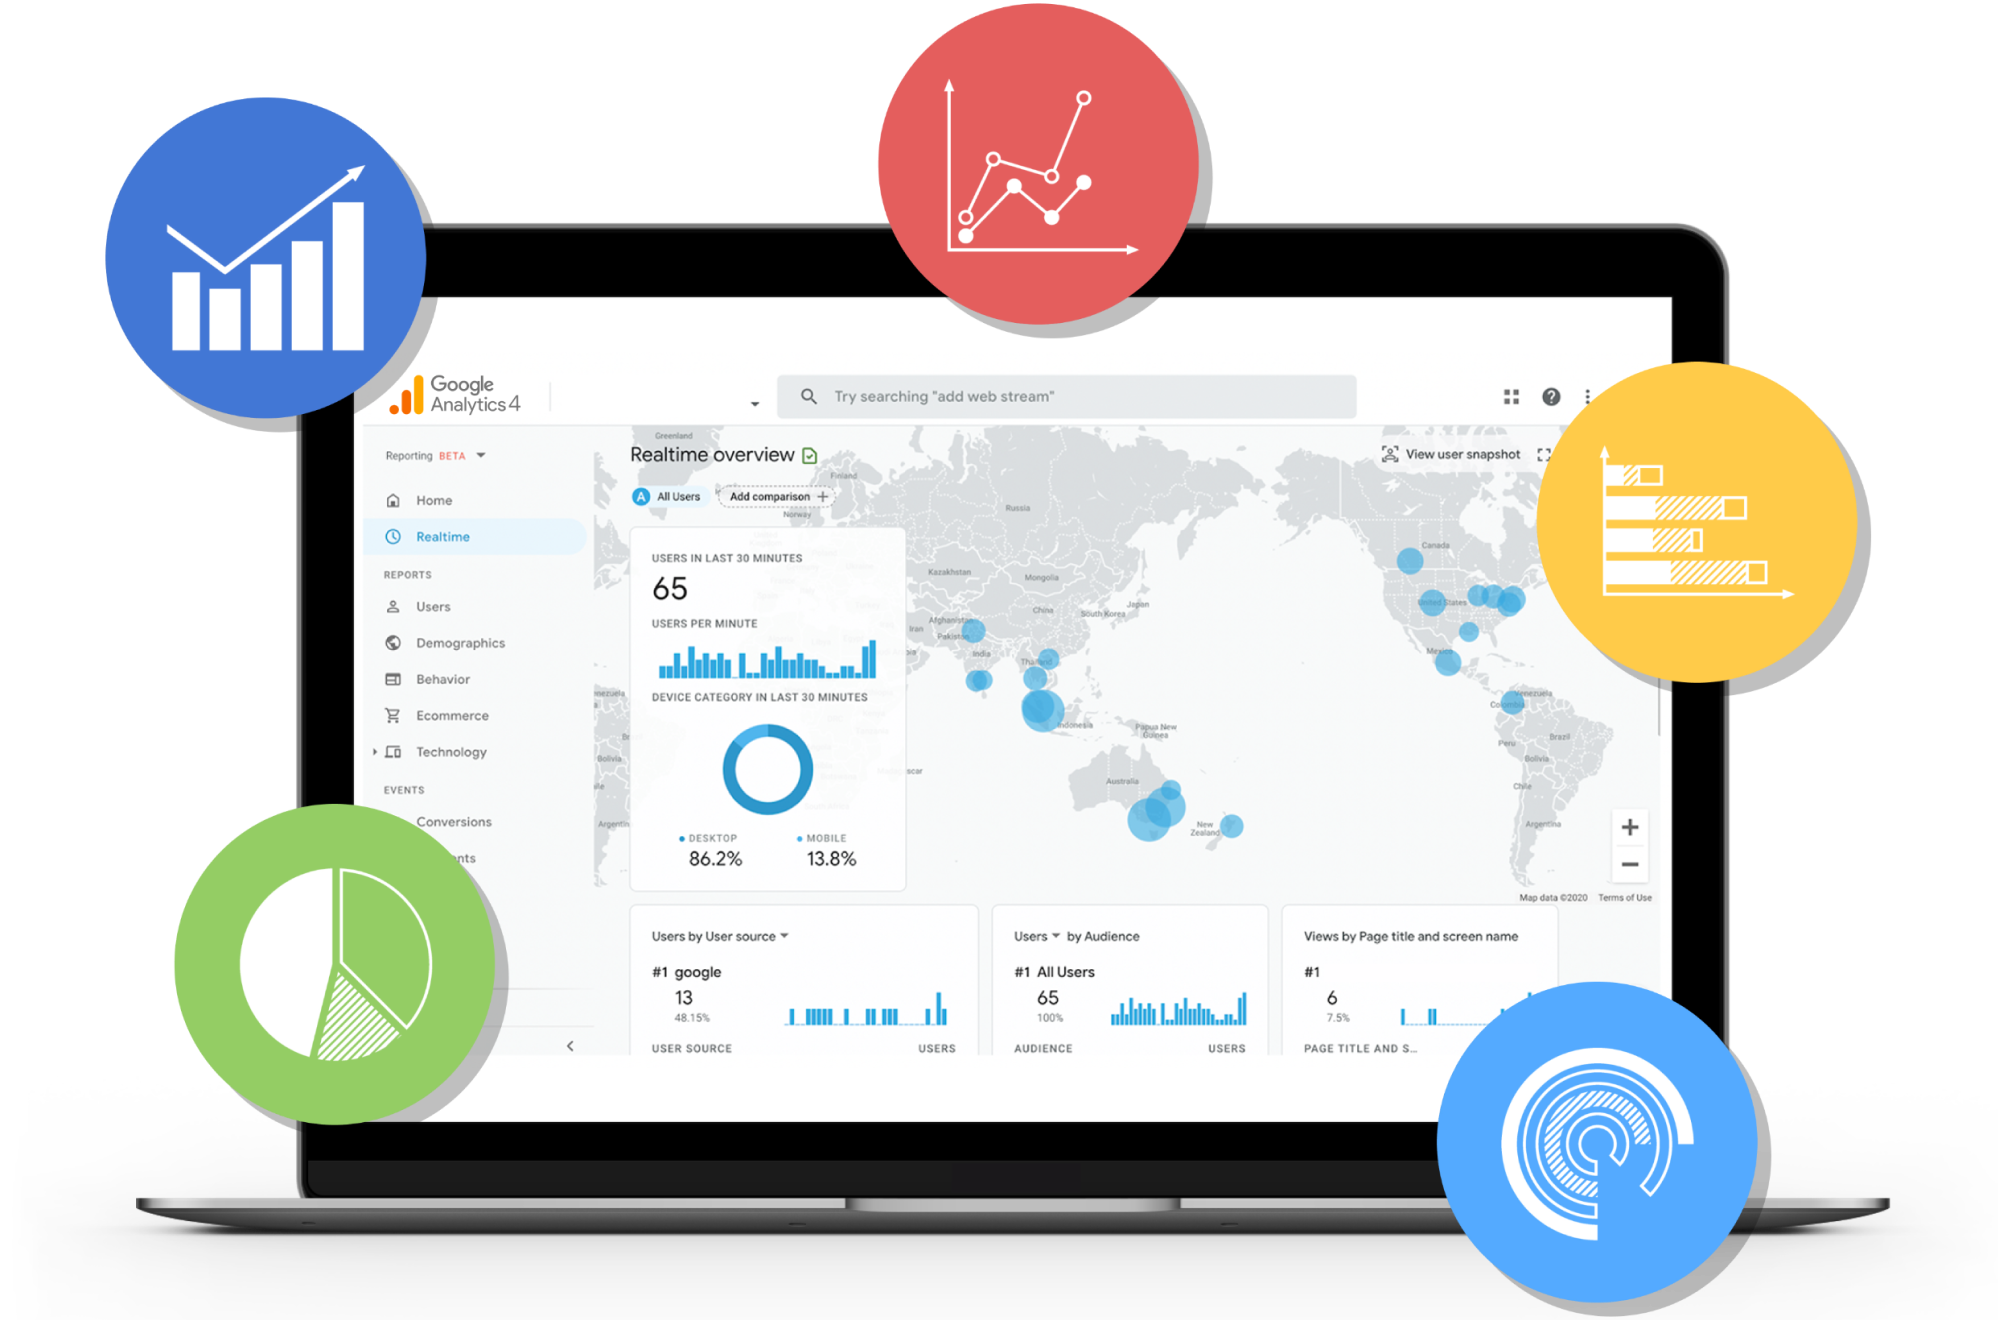 Google
Analytics 4
Try searching "add web stream"
Reporting BETA
Home
Realtime
REPORTS
Users
Demographics
Behavior
Ecommerce
Technology
EVENTS
Conversions
Realtime overview
View user snapshot
A All Users
Add comparison +
USERS IN LAST 30 MINUTES
65
USERS PER MINUTE
DEVICE CATEGORY IN LAST 30 MINUTES
DESKTOP
86.2%
MOBILE
13.8%
Greenland
Finland
Norway
Russia
Kazakhstan
Mongolia
China
Japan
South Korea
Afghanistan
Iran
Pakistan
India
Thailand
Indonesia
Papua New
Guinea
Australia
New
Zealand
Canada
United States
Mexico
Venezuela
Colombia
Brazil
Peru
Bolivia
Chile
Argentina
Bolivia
Map data ©2020
Terms of Use
Users by User source
#1 google
13
48.15%
USER SOURCE
USERS
Users by Audience
#1 All Users
65
100%
AUDIENCE
USERS
Views by Page title and screen name
#1
6
7.5%
PAGE TITLE AND S...